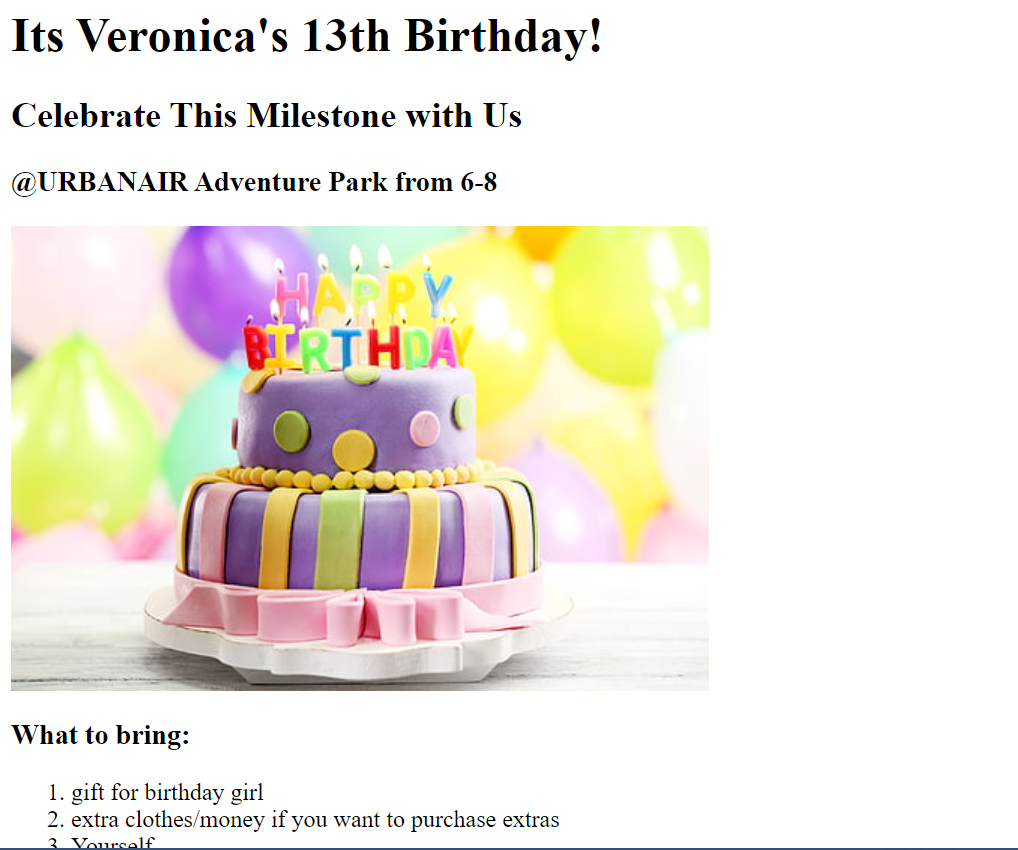 Its Veronica's 13th Birthday!
Celebrate This Milestone with Us
@URBANAIR Adventure Park from 6-8
HAPPY
BIRTHDAY
What to bring:
1. gift for birthday girl
2. extra clothes/money if you want to purchase extras
3. Yourself